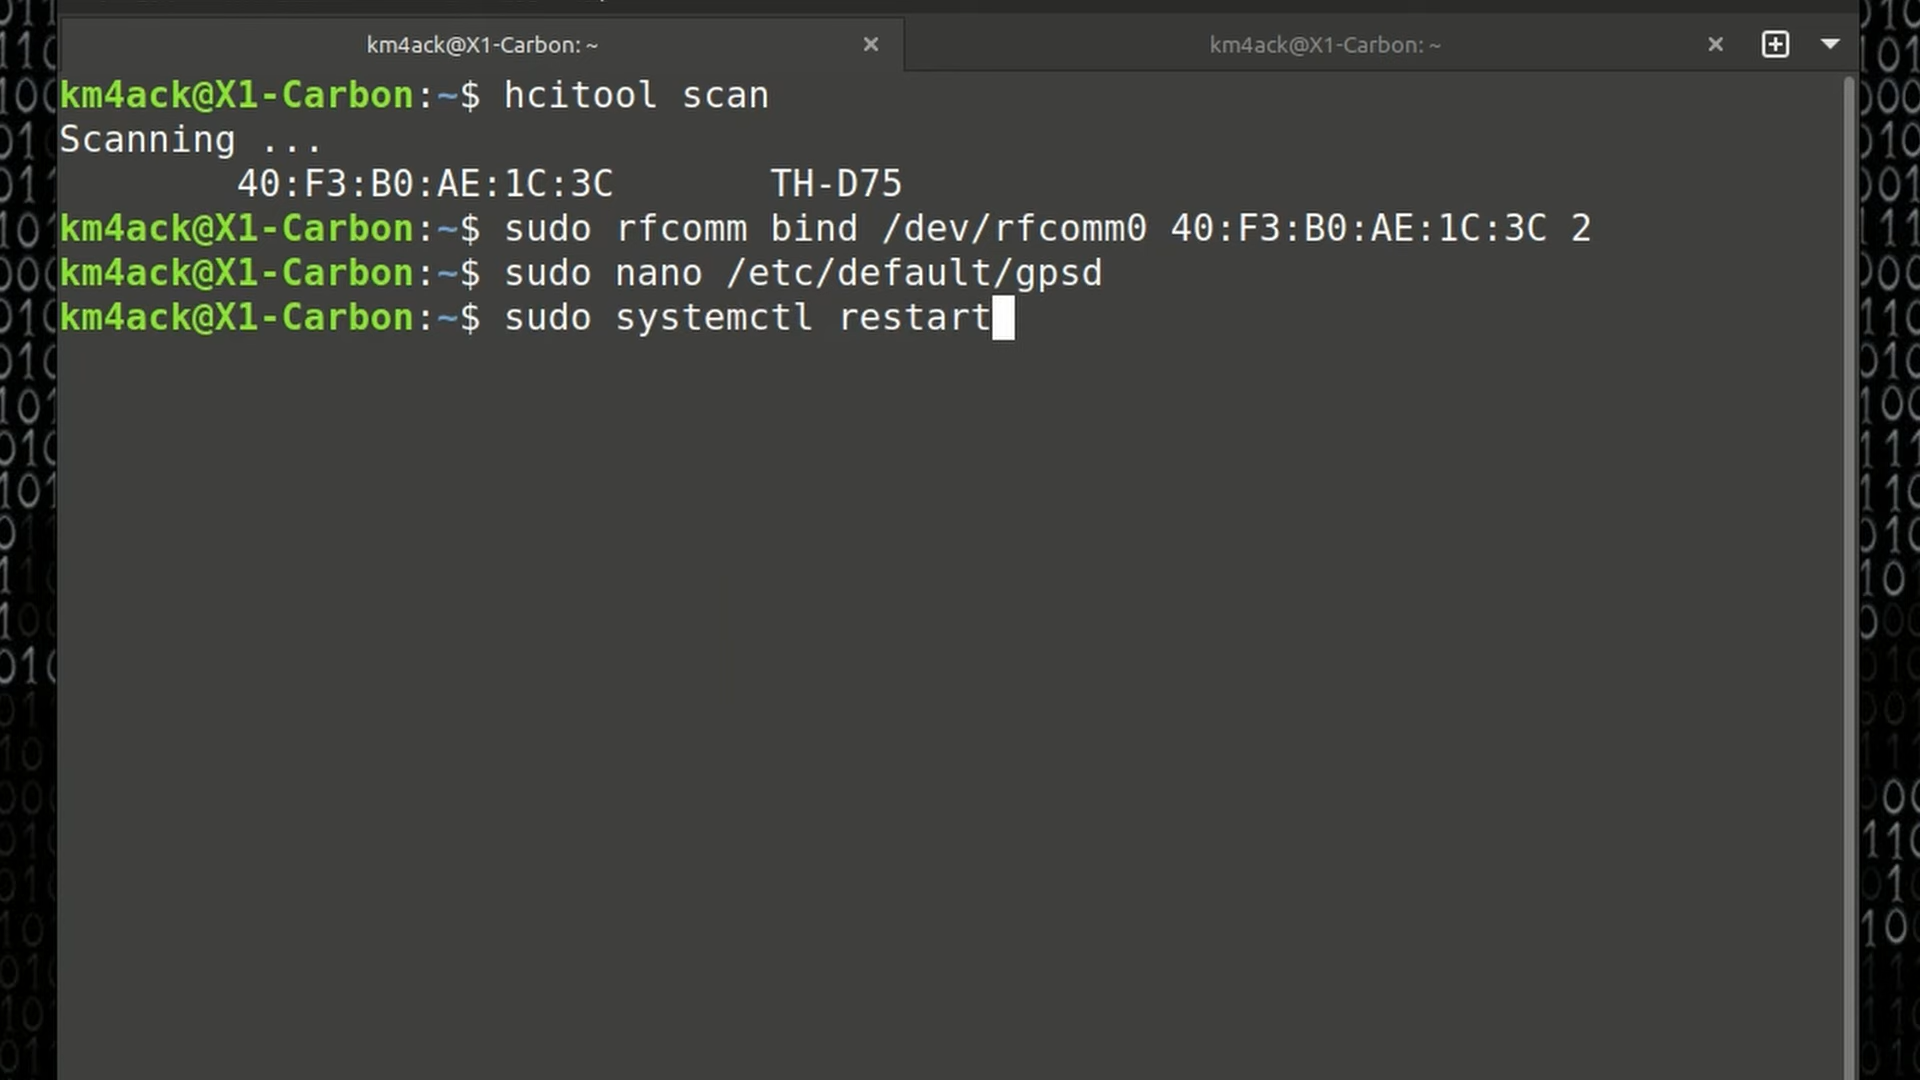 km4ack@X1-Carbon: ~ × km4ack@X1-Carbon: ~ ×
km4ack@X1-Carbon:~$ hcitool scan
Scanning ...
40:F3:B0:AE:1C:3C TH-D75
km4ack@X1-Carbon:~$ sudo rfcomm bind /dev/rfcomm0 40:F3:B0:AE:1C:3C 2
km4ack@X1-Carbon:~$ sudo nano /etc/default/gpsd
km4ack@X1-Carbon:~$ sudo systemctl restart